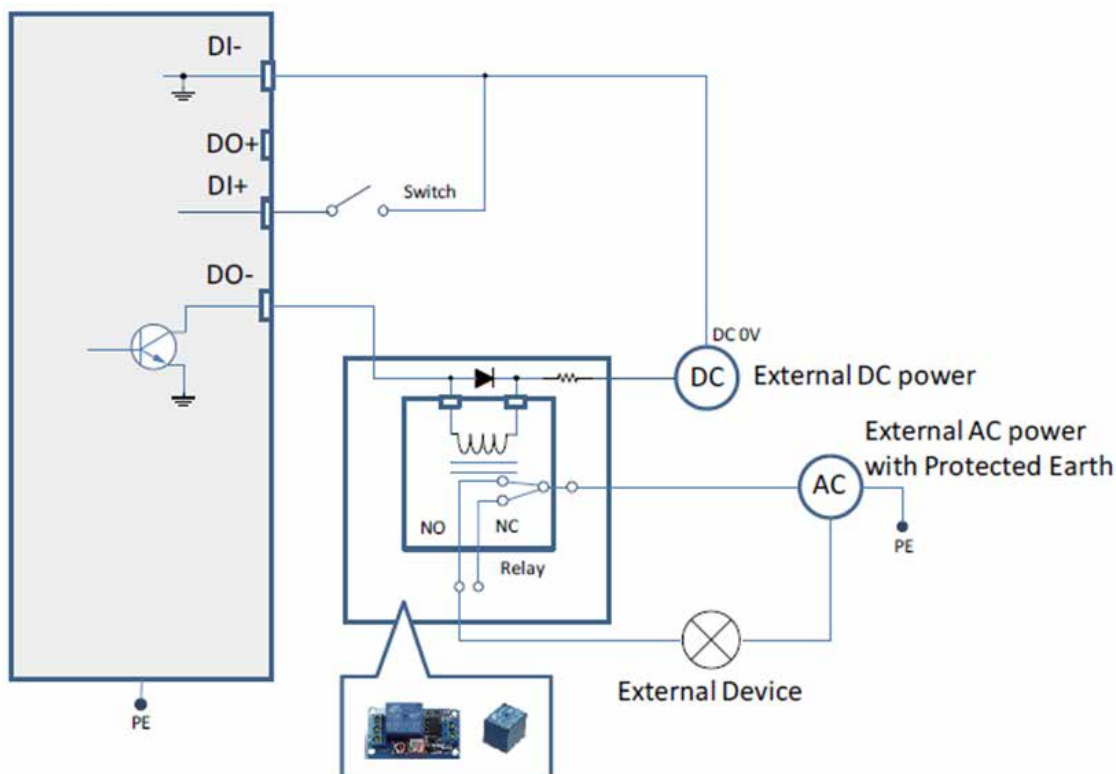 DI-
DO+
DI+
Switch
DO-
DC 0V
DC
External DC power
External AC power
with Protected Earth
AC
NO
NC
PE
Relay
External Device
PE